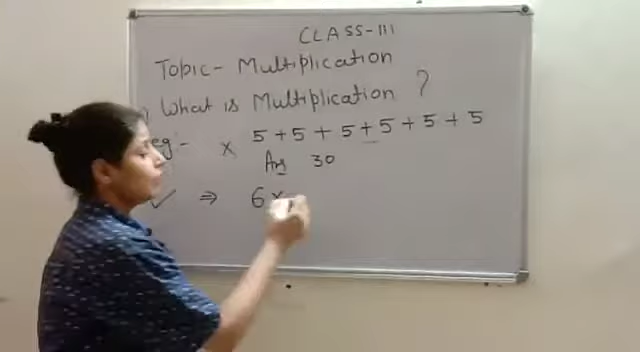 CLASS-III
Topic- Multiplication
What is Multiplication ?
eg:- × 5 + 5 + 5 + 5 + 5 + 5
Ans 30
✓ ⇒ 6 ×